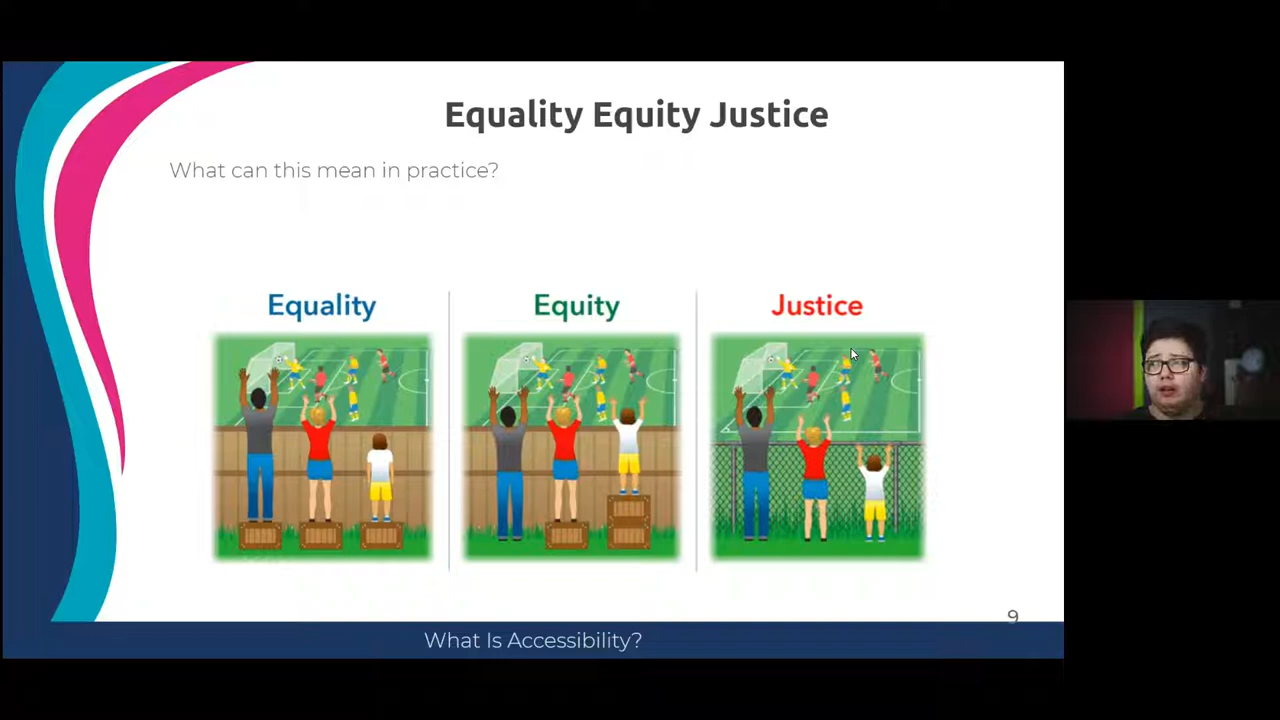 Equality Equity Justice
What can this mean in practice?
Equality
Equity
Justice
9
What Is Accessibility?